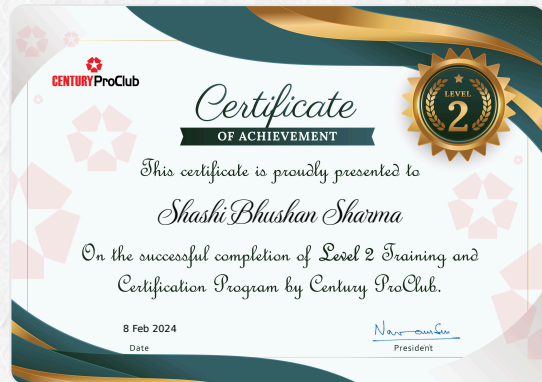 CENTURY ProClub
LEVEL
2
Certificate
OF ACHIEVEMENT
This certificate is proudly presented to
Shashi Bhushan Sharma
On the successful completion of Level 2 Training and
Certification Program by Century ProClub.
8 Feb 2024
Date
President